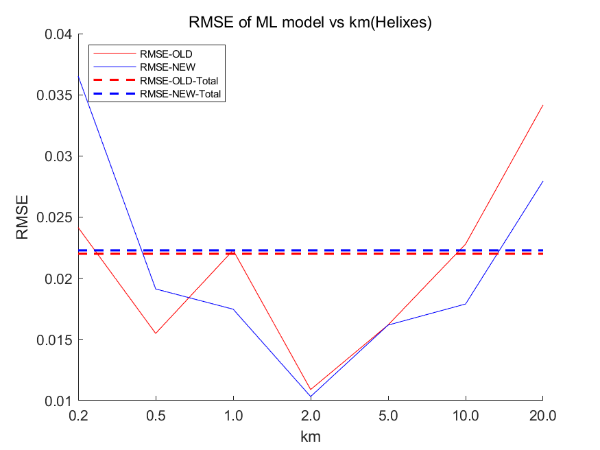 RMSE of ML model vs km(Helixes)
0.04
0.035
0.03
0.025
0.02
0.015
0.01
RMSE
RMSE-OLD
RMSE-NEW
RMSE-OLD-Total
RMSE-NEW-Total
0.2 0.5 1.0 2.0 5.0 10.0 20.0
km